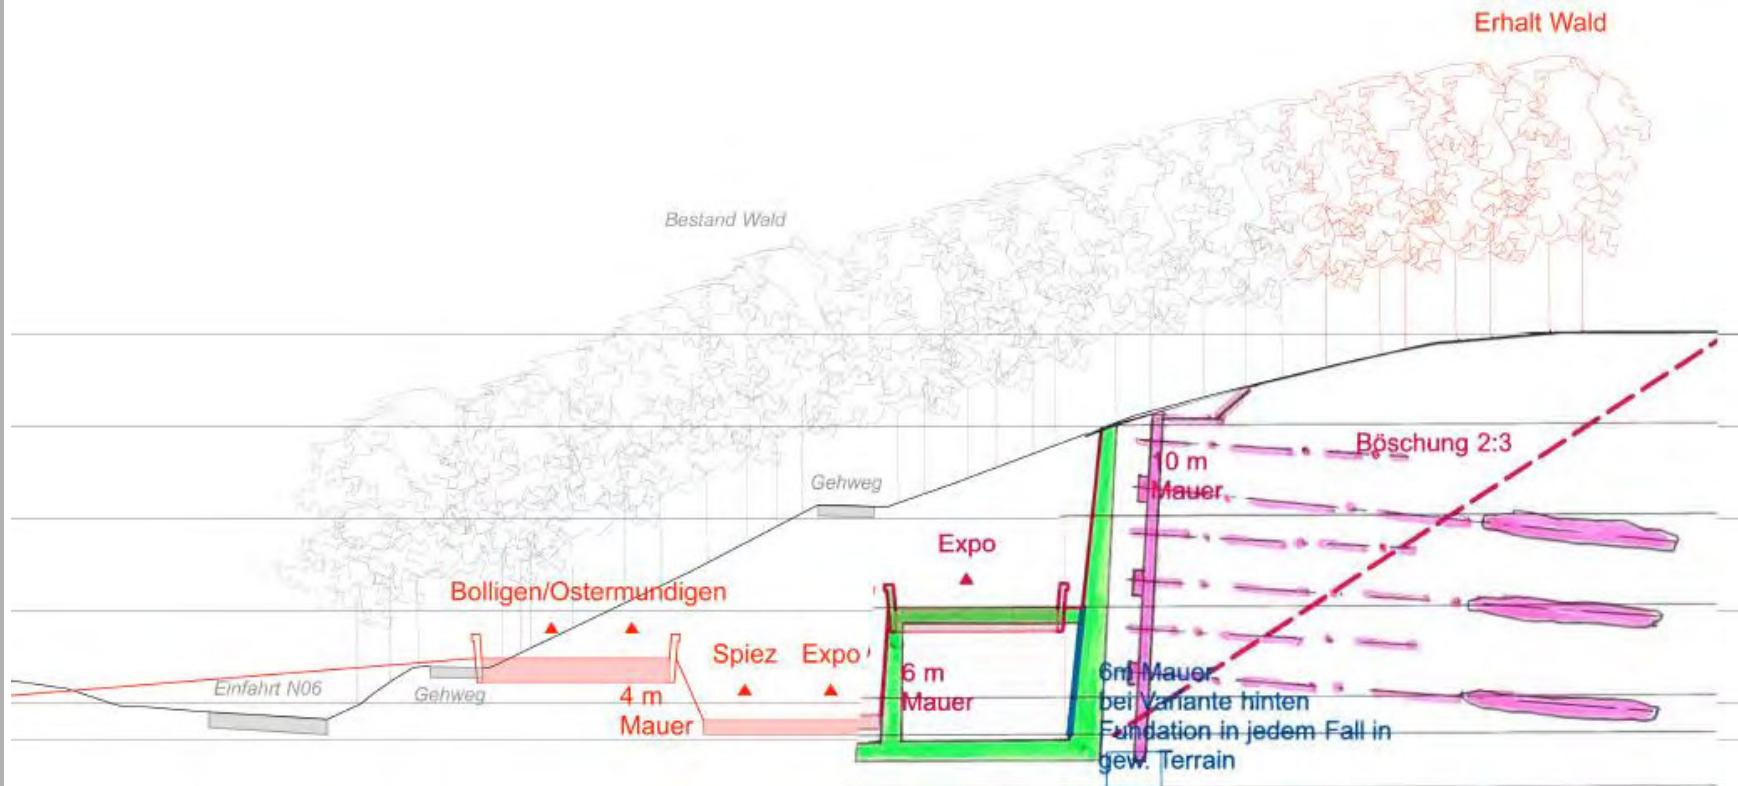 Erhalt Wald
Bestand Wald
Böschung 2:3
10 m
Mauer
Gehweg
Expo
Bolligen/Ostermundigen
Spiez Expo
6 m
Mauer
6m Mauer
bei Variante hinten
Fundation in jedem Fall in
gew. Terrain
Einfahrt N06
Gehweg
4 m
Mauer